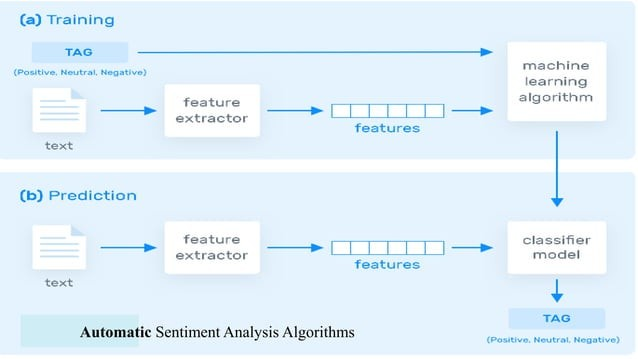 (a) Training
TAG
(Positive, Neutral, Negative)
machine
learning
algorithm
feature
extractor
text
features
(b) Prediction
feature
extractor
text
features
classifier
model
TAG
(Positive, Neutral, Negative)
Automatic Sentiment Analysis Algorithms